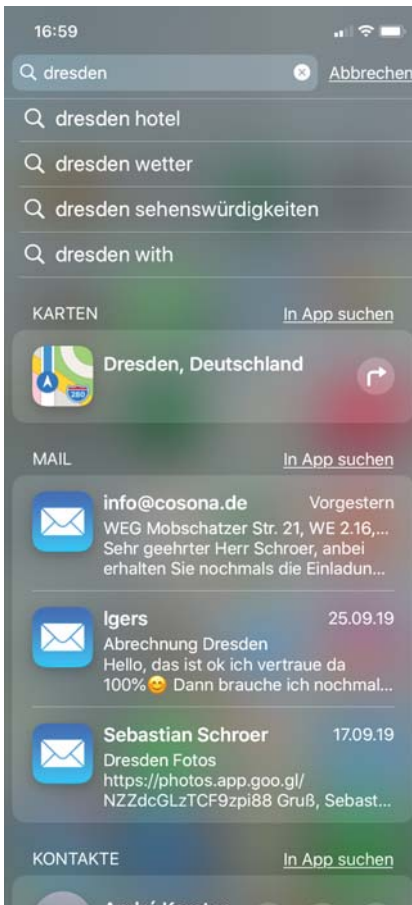 16:59
dresden
Abbrechen
dresden hotel
dresden wetter
dresden sehenswürdigkeiten
dresden with
KARTEN
In App suchen
280
Dresden, Deutschland
MAIL
In App suchen
info@cosona.de
Vorgestern
WEG Mobschatzer Str. 21, WE 2.16,...
Sehr geehrter Herr Schroer, anbei
erhalten Sie nochmals die Einladun...
Igers
25.09.19
Abrechnung Dresden
Hello, das ist ok ich vertraue da
100%😊 Dann brauche ich nochmal...
Sebastian Schroer
17.09.19
Dresden Fotos
https://photos.app.goo.gl/
NZZdcGLzTCF9zpi88 Gruß, Sebast...
KONTAKTE
In App suchen